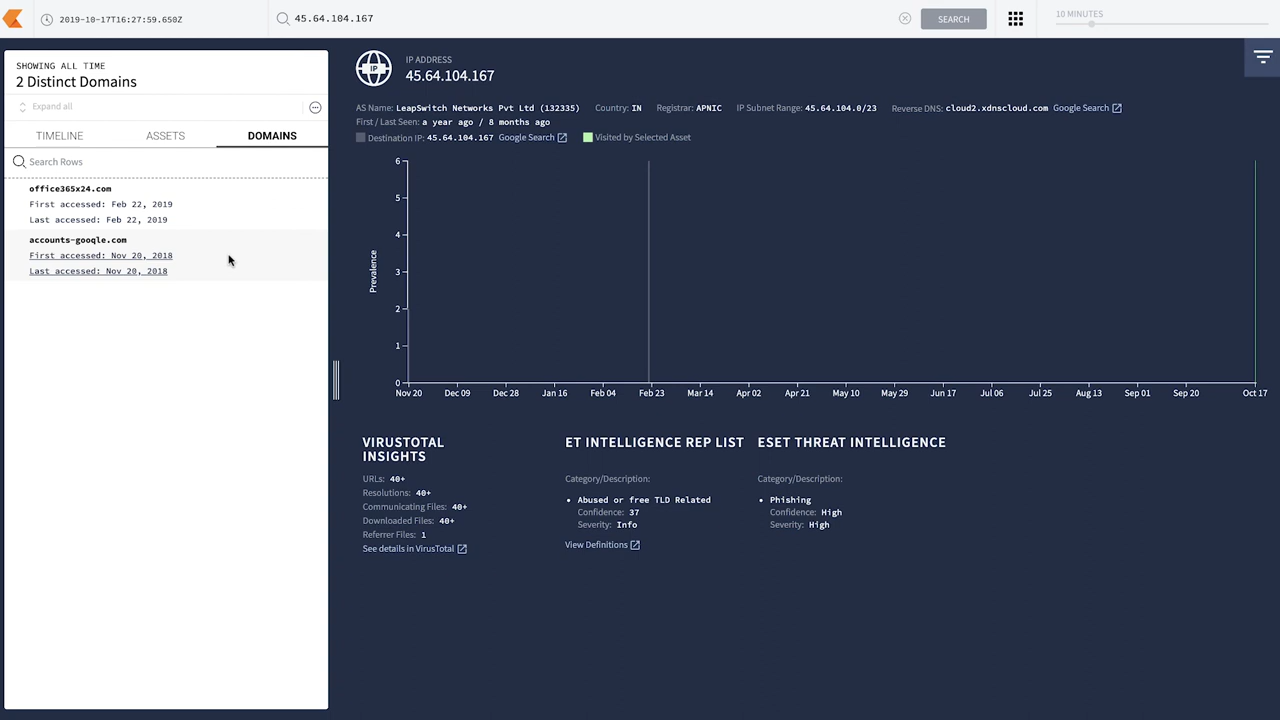 2019-10-17T16:27:59.650Z
45.64.104.167
SEARCH
10 MINUTES
SHOWING ALL TIME
2 Distinct Domains
Expand all
TIMELINE ASSETS DOMAINS
Search Rows
office365x24.com
First accessed: Feb 22, 2019
Last accessed: Feb 22, 2019
accounts-gooqle.com
First accessed: Nov 20, 2018
Last accessed: Nov 20, 2018
IP
IP ADDRESS
45.64.104.167
AS Name: LeapSwitch Networks Pvt Ltd (132335) Country: IN Registrar: APNIC IP Subnet Range: 45.64.104.0/23 Reverse DNS: cloud2.xdnscloud.com Google Search
First / Last Seen: a year ago / 8 months ago
Destination IP: 45.64.104.167 Google Search Visited by Selected Asset
Prevalence
6
5
4
3
2
1
0
Nov 20 Dec 09 Dec 28 Jan 16 Feb 04 Feb 23 Mar 14 Apr 02 Apr 21 May 10 May 29 Jun 17 Jul 06 Jul 25 Aug 13 Sep 01 Sep 20 Oct 17
VIRUSTOTAL
INSIGHTS
URLs: 40+
Resolutions: 40+
Communicating Files: 40+
Downloaded Files: 40+
Referrer Files: 1
See details in VirusTotal
ET INTELLIGENCE REP LIST
Category/Description:
• Abused or free TLD Related
Confidence: 37
Severity: Info
View Definitions
ESET THREAT INTELLIGENCE
Category/Description:
• Phishing
Confidence: High
Severity: High